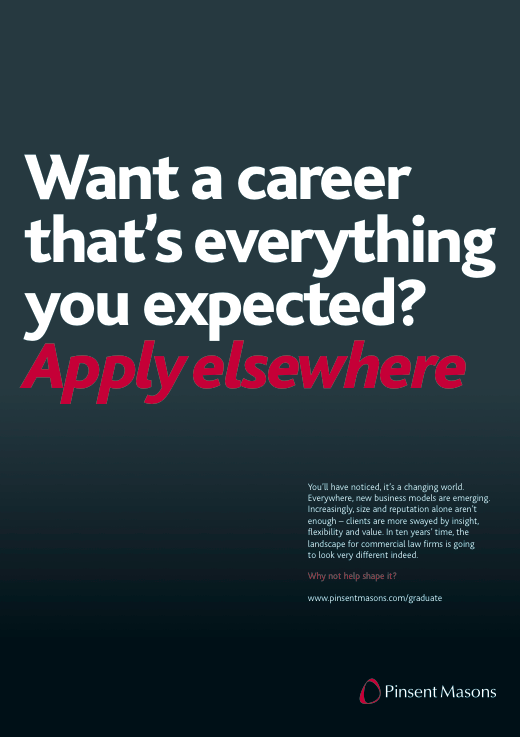 Want a career
that's everything
you expected?
Apply elsewhere
You'll have noticed, it's a changing world.
Everywhere, new business models are emerging.
Increasingly, size and reputation alone aren't
enough – clients are more swayed by insight,
flexibility and value. In ten years' time, the
landscape for commercial law firms is going
to look very different indeed.
Why not help shape it?
www.pinsentmasons.com/graduate
Pinsent Masons